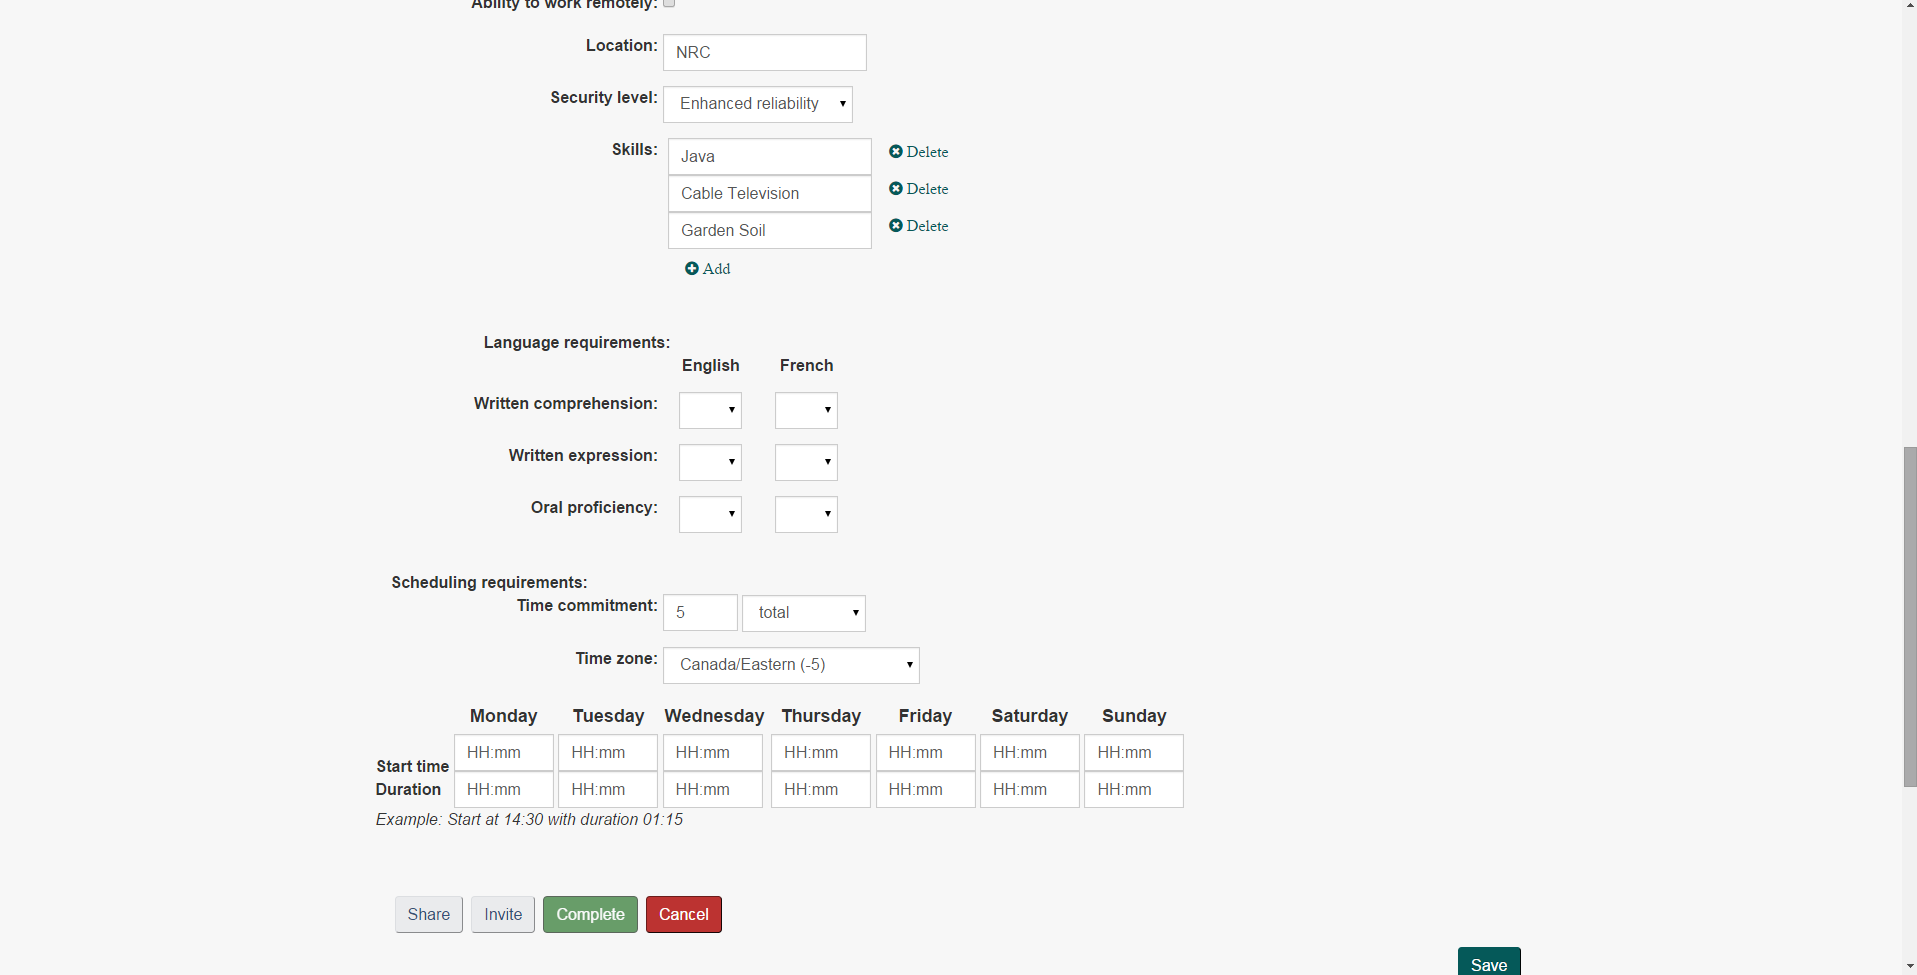 Ability to work remotely:
Location: NRC
Security level: Enhanced reliability
Skills: Java Delete
Cable Television Delete
Garden Soil Delete
Add
Language requirements:
English French
Written comprehension:
Written expression:
Oral proficiency:
Scheduling requirements:
Time commitment: 5 total
Time zone: Canada/Eastern (-5)
Monday Tuesday Wednesday Thursday Friday Saturday Sunday
Start time HH:mm HH:mm HH:mm HH:mm HH:mm HH:mm HH:mm
Duration HH:mm HH:mm HH:mm HH:mm HH:mm HH:mm HH:mm
Example: Start at 14:30 with duration 01:15
Share Invite Complete Cancel
Save